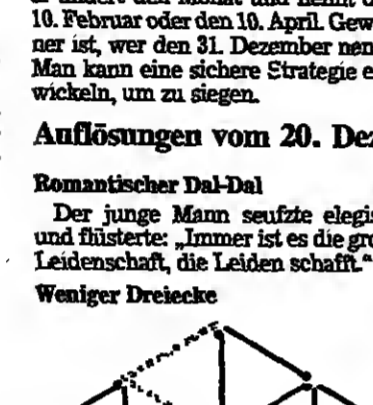 10. Februar oder den 10. April. Gew
ner ist, wer den 31. Dezember nen
Man kann eine sichere Strategie e
wickeln, um zu siegen.
Auflösungen vom 20. Dez
Romantischer Dal-Dal
Der junge Mann seufzte elegis
und flüsterte: „Immer ist es die gro
Leidenschaft, die Leiden schafft.“
Weniger Dreiecke